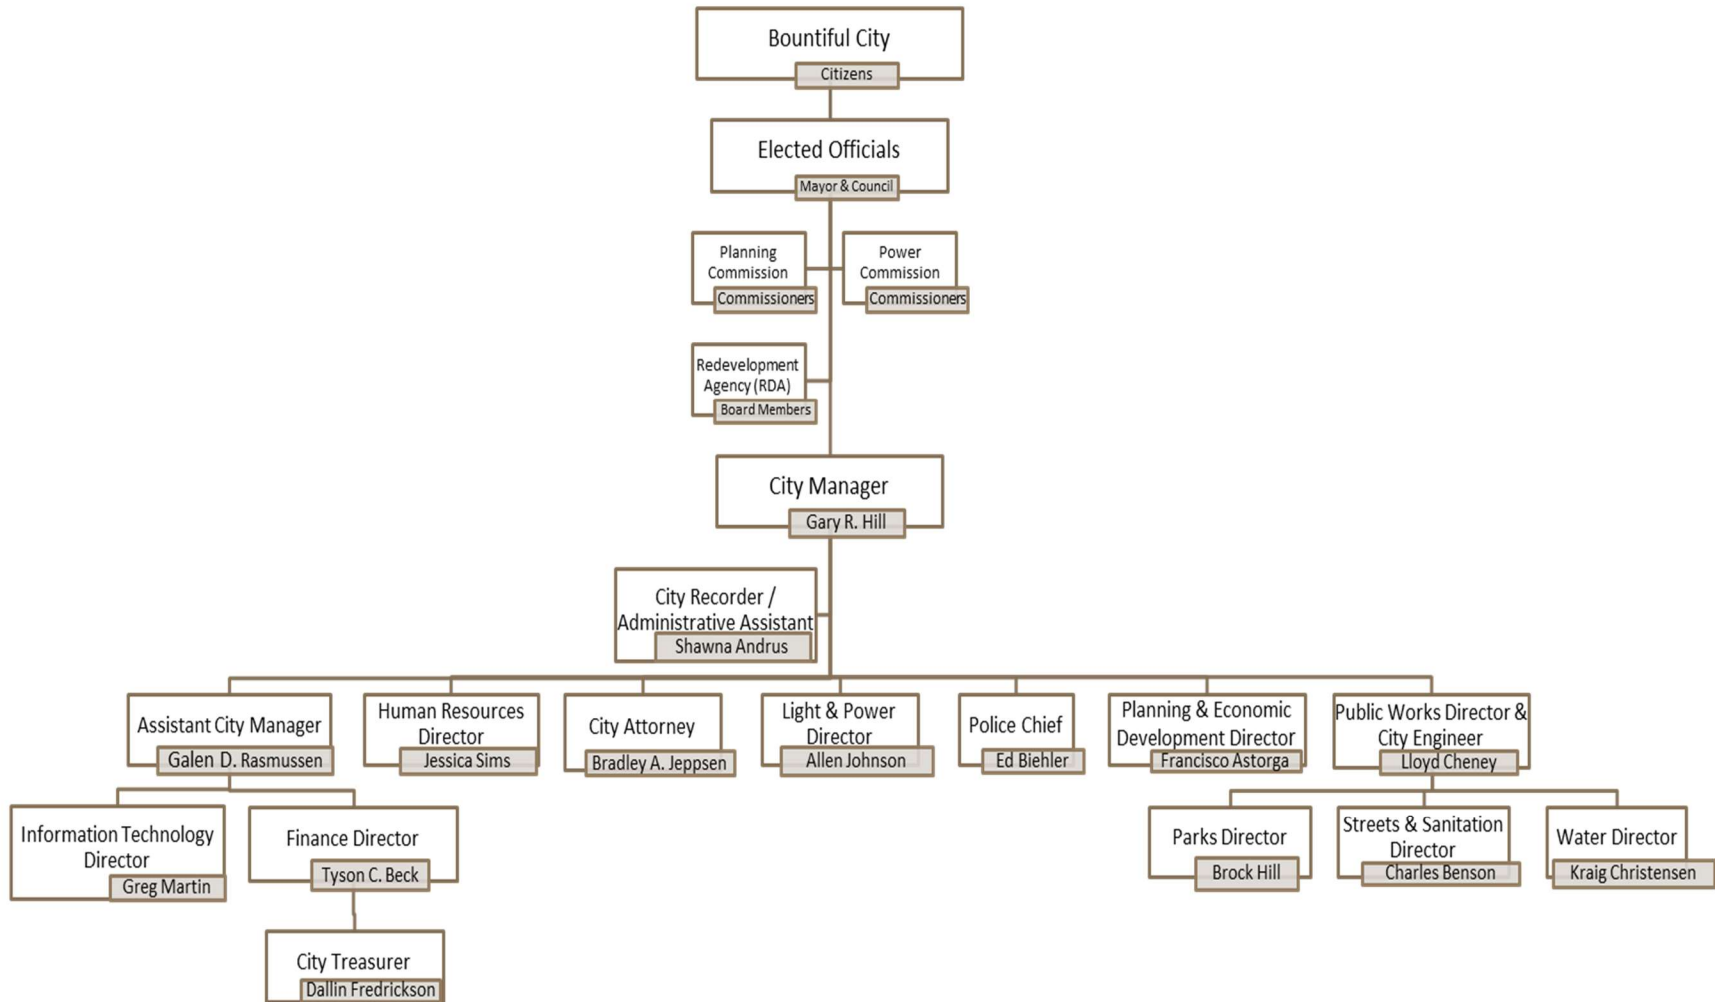 Bountiful City
Citizens
Elected Officials
Mayor & Council
Planning
Commission
Commissioners
Power
Commission
Commissioners
Redevelopment
Agency (RDA)
Board Members
City Manager
Gary R. Hill
City Recorder /
Administrative Assistant
Shawna Andrus
Assistant City Manager
Galen D. Rasmussen
Human Resources
Director
Jessica Sims
City Attorney
Bradley A. Jeppsen
Light & Power
Director
Allen Johnson
Police Chief
Ed Biehler
Planning & Economic
Development Director
Francisco Astorga
Public Works Director &
City Engineer
Lloyd Cheney
Information Technology
Director
Greg Martin
Finance Director
Tyson C. Beck
Parks Director
Brock Hill
Streets & Sanitation
Director
Charles Benson
Water Director
Kraig Christensen
City Treasurer
Dallin Fredrickson